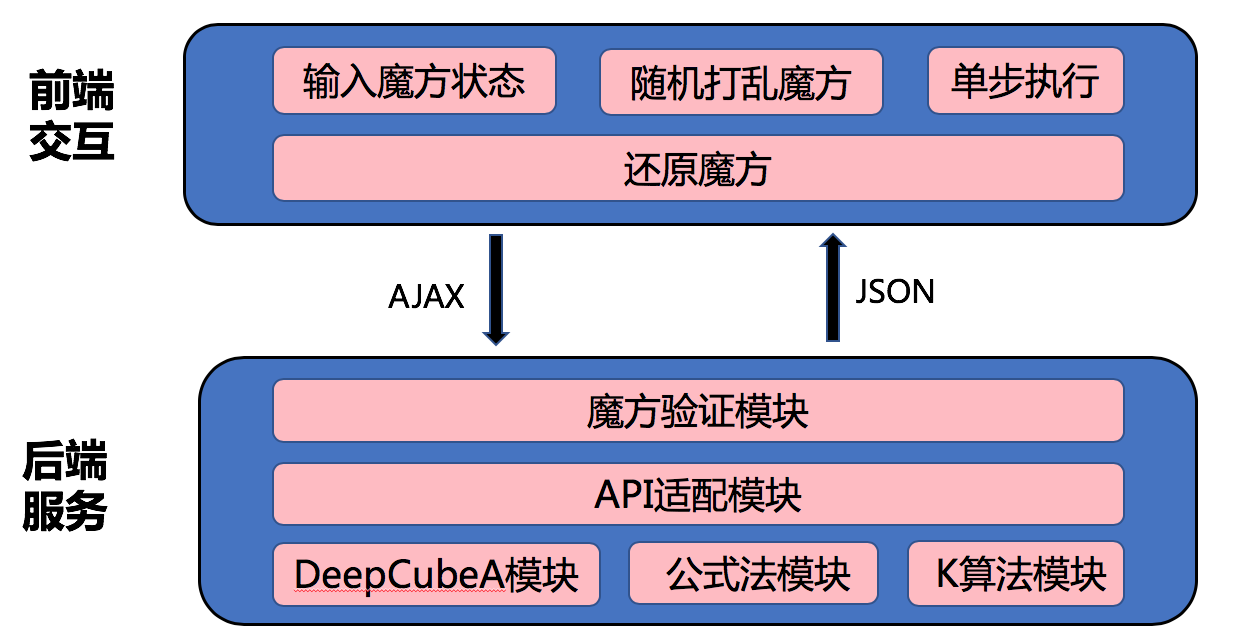 前端
交互
输入魔方状态
随机打乱魔方
单步执行
还原魔方
AJAX
JSON
后端
服务
魔方验证模块
API适配模块
DeepCubeA模块
公式法模块
K算法模块